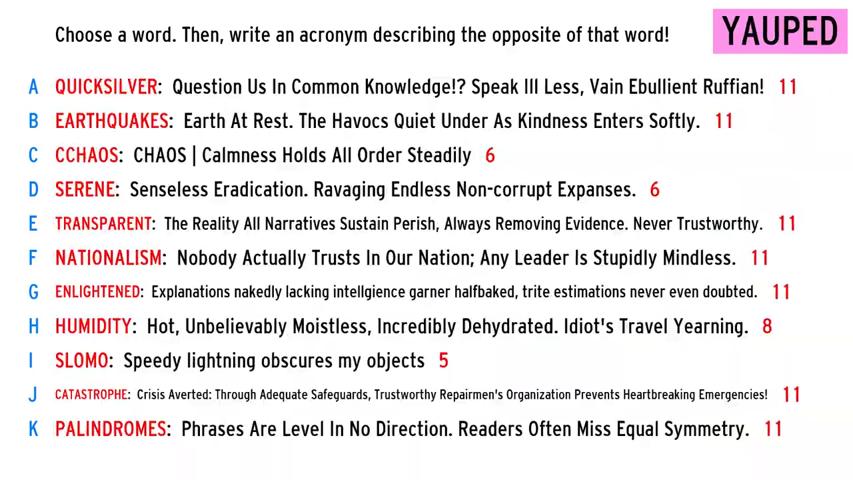 Choose a word. Then, write an acronym describing the opposite of that word!
YAUPED
A QUICKSILVER: Question Us In Common Knowledge!? Speak Ill Less, Vain Ebullient Ruffian! 11
B EARTHQUAKES: Earth At Rest. The Havocs Quiet Under As Kindness Enters Softly. 11
C CCHAOS: CHAOS | Calmness Holds All Order Steadily 6
D SERENE: Senseless Eradication. Ravaging Endless Non-corrupt Expanses. 6
E TRANSPARENT: The Reality All Narratives Sustain Perish, Always Removing Evidence. Never Trustworthy. 11
F NATIONALISM: Nobody Actually Trusts In Our Nation; Any Leader Is Stupidly Mindless. 11
G ENLIGHTENED: Explanations nakedly lacking intellgience garner halfbaked, trite estimations never even doubted. 11
H HUMIDITY: Hot, Unbelievably Moistless, Incredibly Dehydrated. Idiot's Travel Yearning. 8
I SLOMO: Speedy lightning obscures my objects 5
J CATASTROPHE: Crisis Averted: Through Adequate Safeguards, Trustworthy Repairmen's Organization Prevents Heartbreaking Emergencies! 11
K PALINDROMES: Phrases Are Level In No Direction. Readers Often Miss Equal Symmetry. 11